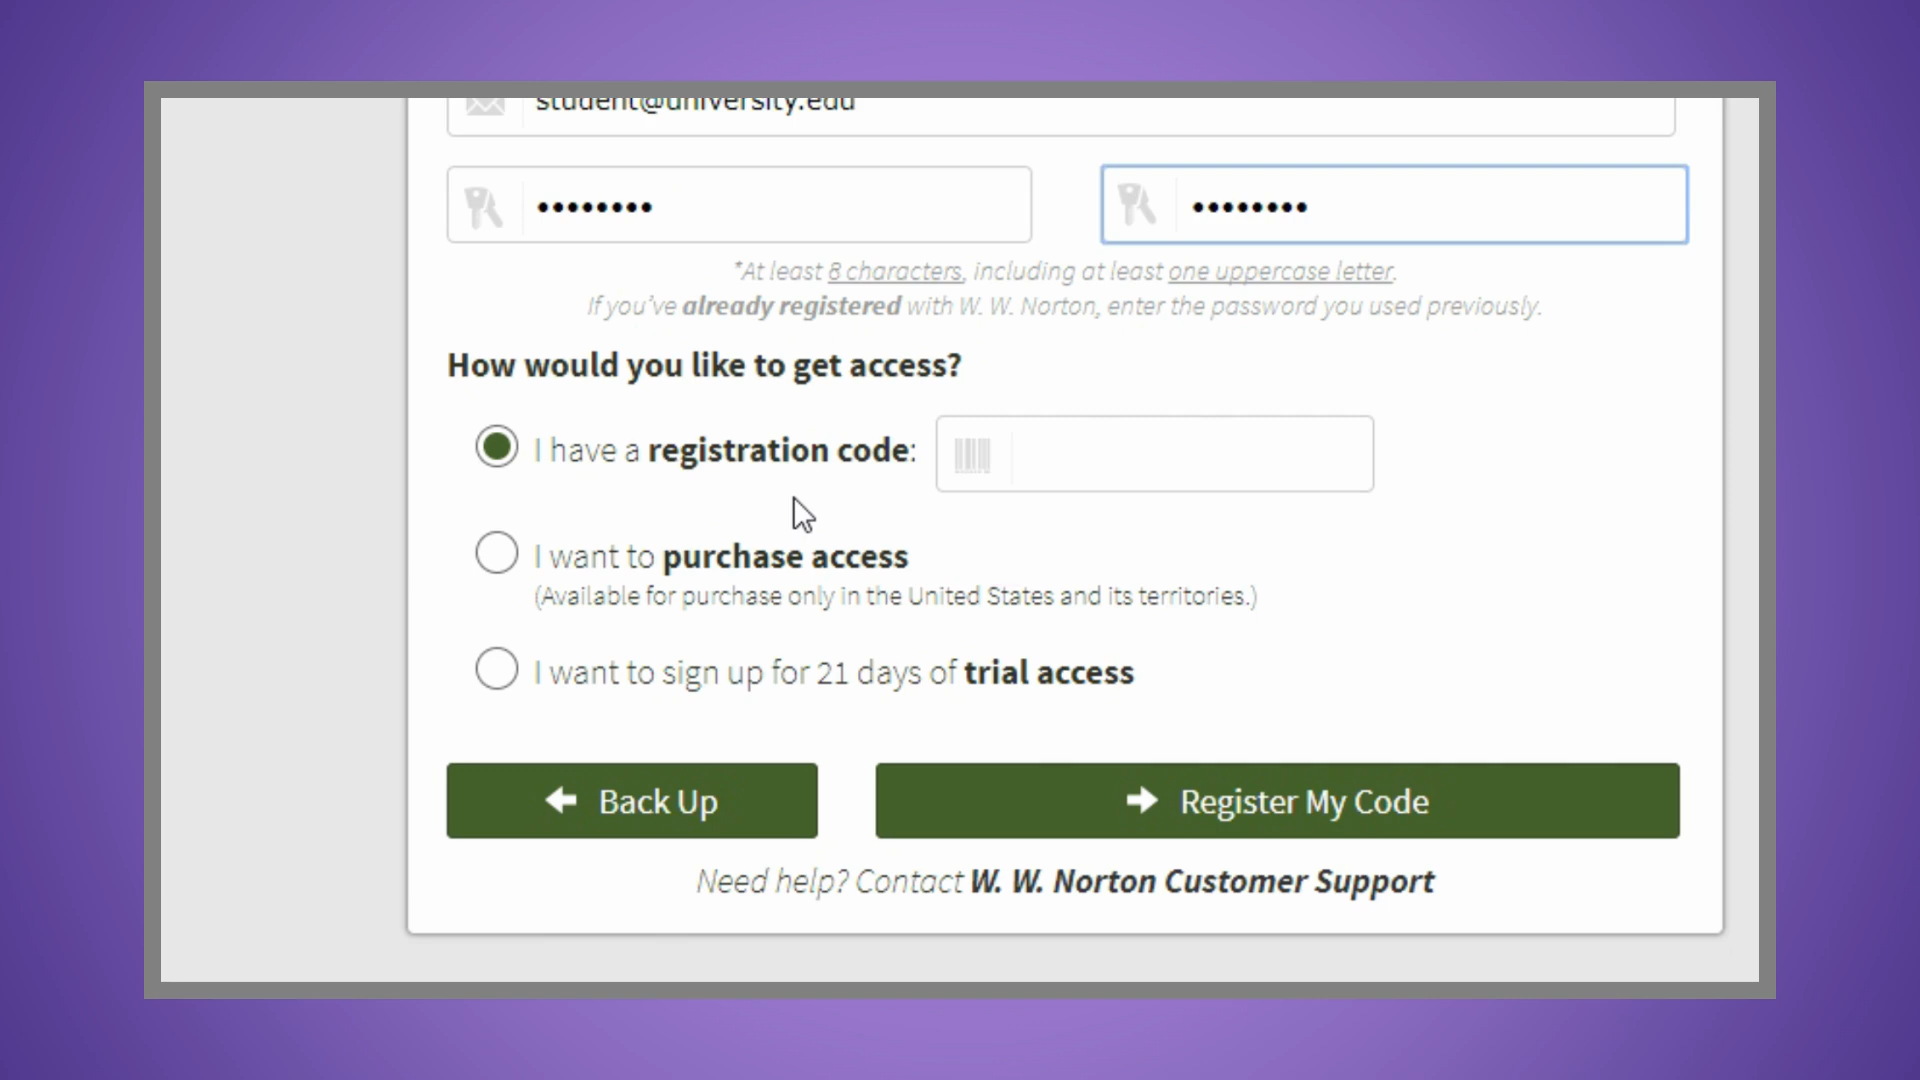 student@university.edu
•••••••• ••••••••
*At least 8 characters, including at least one uppercase letter.
If you've already registered with W. W. Norton, enter the password you used previously.
How would you like to get access?
I have a registration code:
I want to purchase access
(Available for purchase only in the United States and its territories.)
I want to sign up for 21 days of trial access
Back Up
Register My Code
Need help? Contact W. W. Norton Customer Support